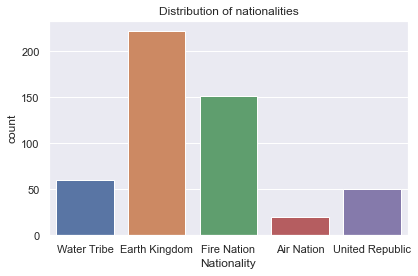 Distribution of nationalities
200
150
100
50
0
count
Water Tribe Earth Kingdom Fire Nation Air Nation United Republic
Nationality